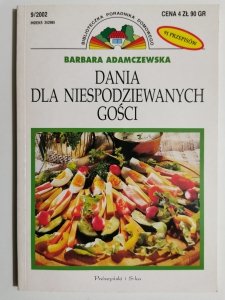 9/2002
INDEKS 352985
BIBLIOTECZKA PORADNIKA DOMOWEGO
CENA 4 ZŁ 90 GR
95 PRZEPISÓW
BARBARA ADAMCZEWSKA
DANIA
DLA NIESPODZIEWANYCH
GOŚCI
Prószyński i S-ka